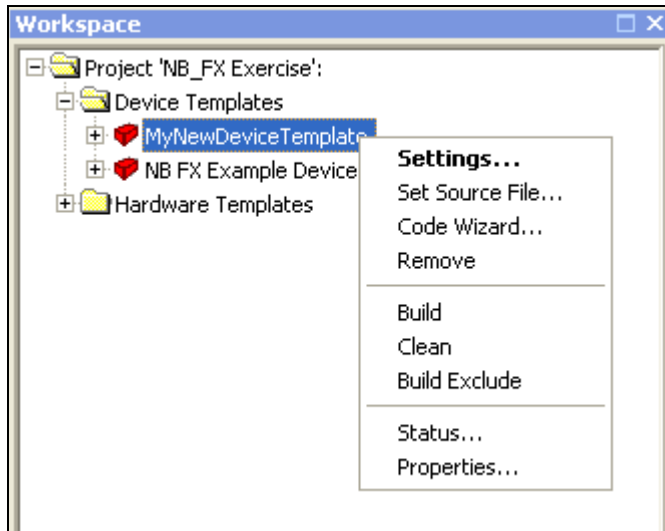 Workspace
Project 'NB_FX Exercise':
Device Templates
MyNewDeviceTemplate
NB FX Example Device
Hardware Templates
Settings...
Set Source File...
Code Wizard...
Remove
Build
Clean
Build Exclude
Status...
Properties...